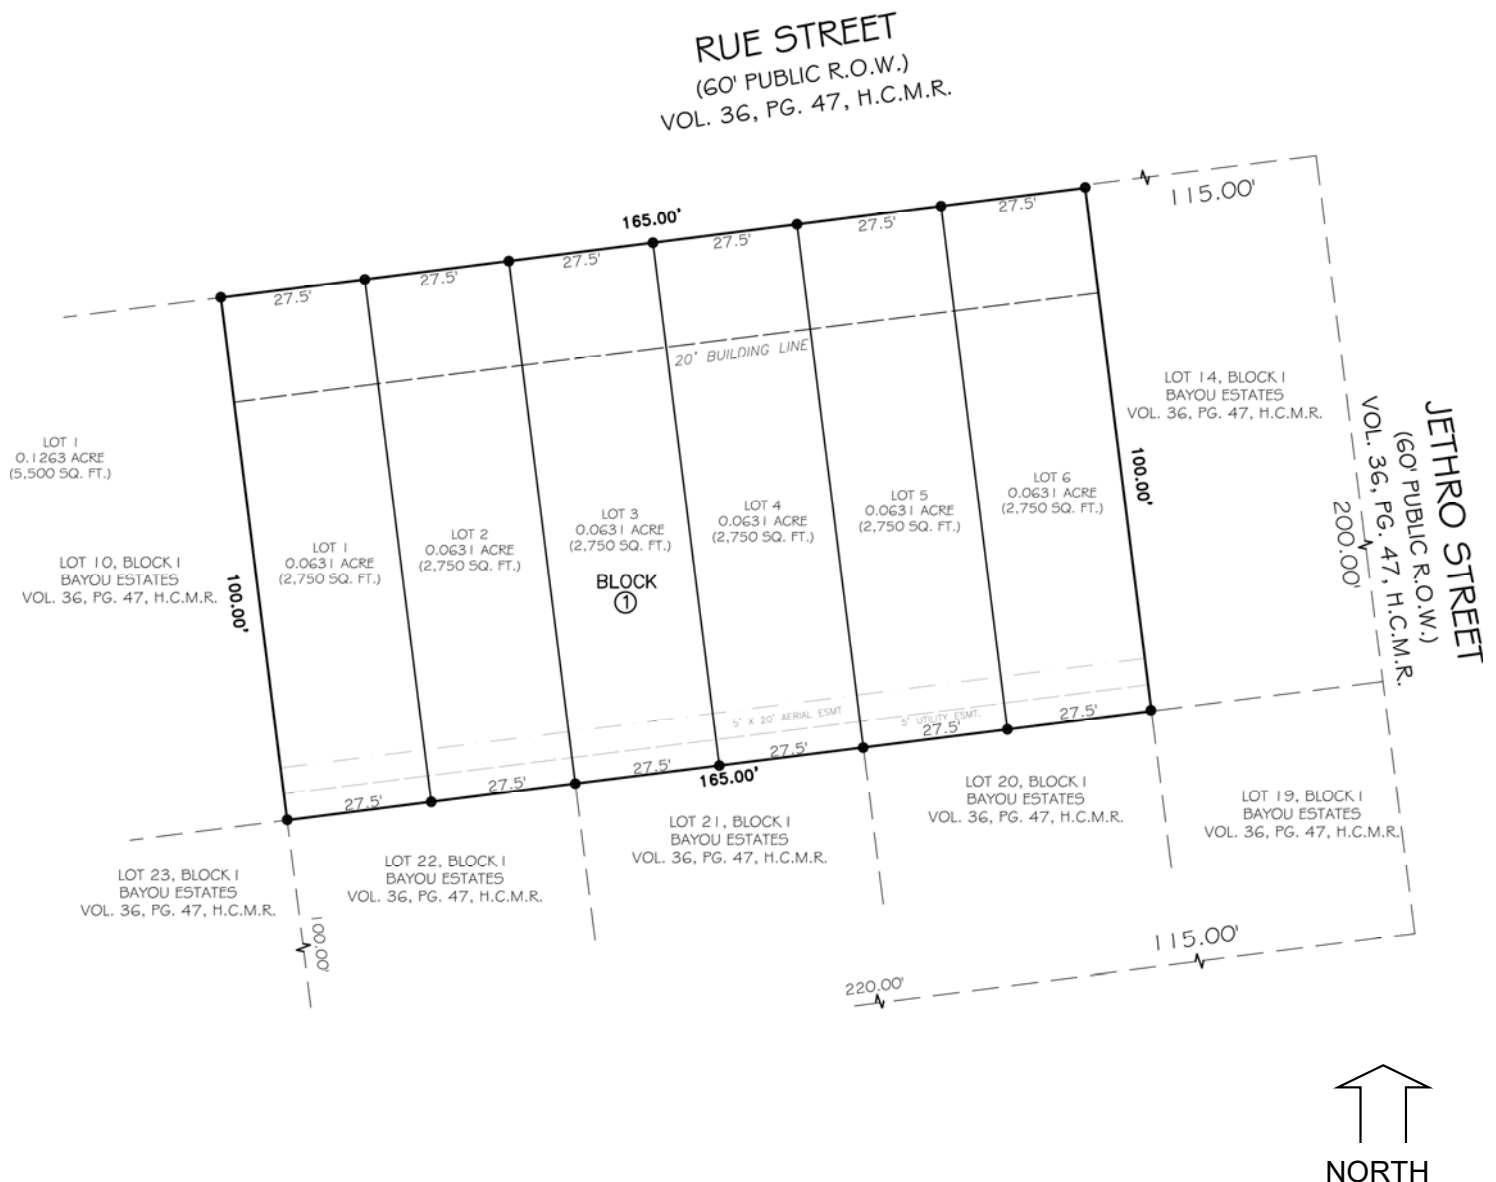 RUE STREET
(60' PUBLIC R.O.W.)
VOL. 36, PG. 47, H.C.M.R.
115.00'
165.00'
27.5'
27.5'
27.5'
27.5'
27.5'
27.5'
20' BUILDING LINE
LOT 14, BLOCK 1
BAYOU ESTATES
VOL. 36, PG. 47, H.C.M.R.
JETHRO STREET
(60' PUBLIC R.O.W.)
VOL. 36, PG. 47, H.C.M.R.
200.00'
LOT 1
0.1263 ACRE
(5,500 SQ. FT.)
LOT 10, BLOCK 1
BAYOU ESTATES
VOL. 36, PG. 47, H.C.M.R.
100.00'
LOT 1
0.0631 ACRE
(2,750 SQ. FT.)
LOT 2
0.0631 ACRE
(2,750 SQ. FT.)
LOT 3
0.0631 ACRE
(2,750 SQ. FT.)
BLOCK
1
LOT 4
0.0631 ACRE
(2,750 SQ. FT.)
LOT 5
0.0631 ACRE
(2,750 SQ. FT.)
LOT 6
0.0631 ACRE
(2,750 SQ. FT.)
100.00'
5' X 20' AERIAL ESMT
5' UTILITY ESMT.
27.5'
27.5'
27.5'
27.5'
27.5'
27.5'
165.00'
LOT 23, BLOCK 1
BAYOU ESTATES
VOL. 36, PG. 47, H.C.M.R.
LOT 22, BLOCK 1
BAYOU ESTATES
VOL. 36, PG. 47, H.C.M.R.
LOT 21, BLOCK 1
BAYOU ESTATES
VOL. 36, PG. 47, H.C.M.R.
LOT 20, BLOCK 1
BAYOU ESTATES
VOL. 36, PG. 47, H.C.M.R.
LOT 19, BLOCK 1
BAYOU ESTATES
VOL. 36, PG. 47, H.C.M.R.
100.00'
115.00'
220.00'
NORTH